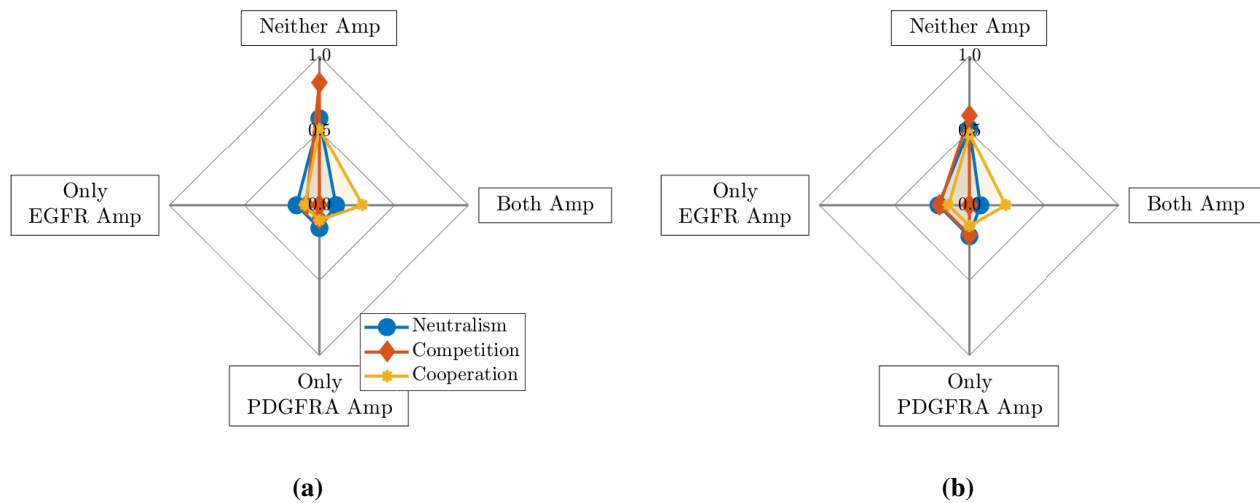 Neither Amp
1.0
0.5
0.0
Only
EGFR Amp
Both Amp
Neutralism
Competition
Cooperation
Only
PDGFRA Amp
(a)
Neither Amp
1.0
0.5
0.0
Only
EGFR Amp
Both Amp
Only
PDGFRA Amp
(b)